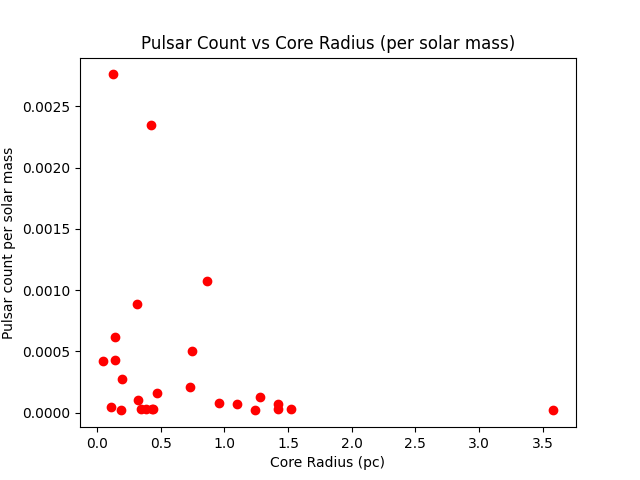 Pulsar Count vs Core Radius (per solar mass)
Pulsar count per solar mass
0.0025
0.0020
0.0015
0.0010
0.0005
0.0000
0.0 0.5 1.0 1.5 2.0 2.5 3.0 3.5
Core Radius (pc)